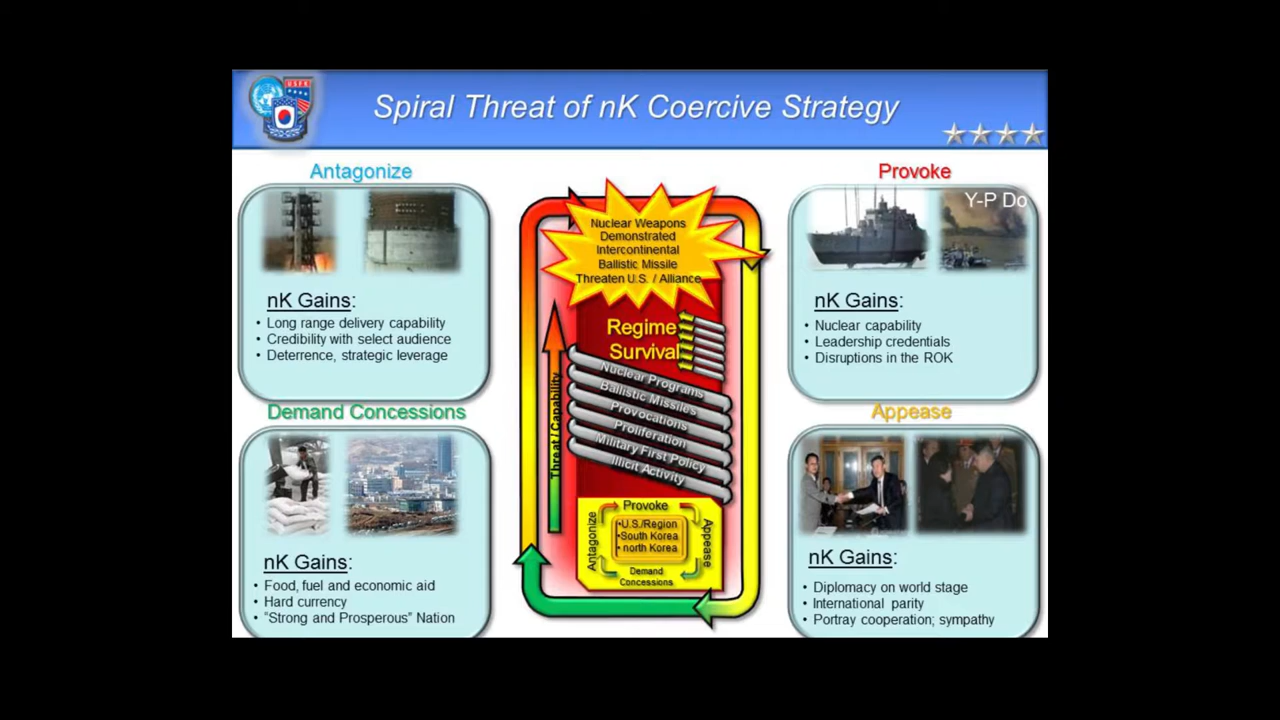 Spiral Threat of nK Coercive Strategy
Antagonize
nK Gains:
• Long range delivery capability
• Credibility with select audience
• Deterrence, strategic leverage
Demand Concessions
nK Gains:
• Food, fuel and economic aid
• Hard currency
• "Strong and Prosperous" Nation
Nuclear Weapons
Demonstrated
Intercontinental
Ballistic Missile
Threaten U.S. / Alliance
Regime
Survival
Threat / Capability
Nuclear Programs
Ballistic Missiles
Provocations
Proliferation
Military First Policy
Illicit Activity
Provoke
Antagonize
•U.S./Region
•South Korea
• north Korea
Appease
Demand
Concessions
Provoke
Y-P Do
nK Gains:
• Nuclear capability
• Leadership credentials
• Disruptions in the ROK
Appease
nK Gains:
• Diplomacy on world stage
• International parity
• Portray cooperation; sympathy